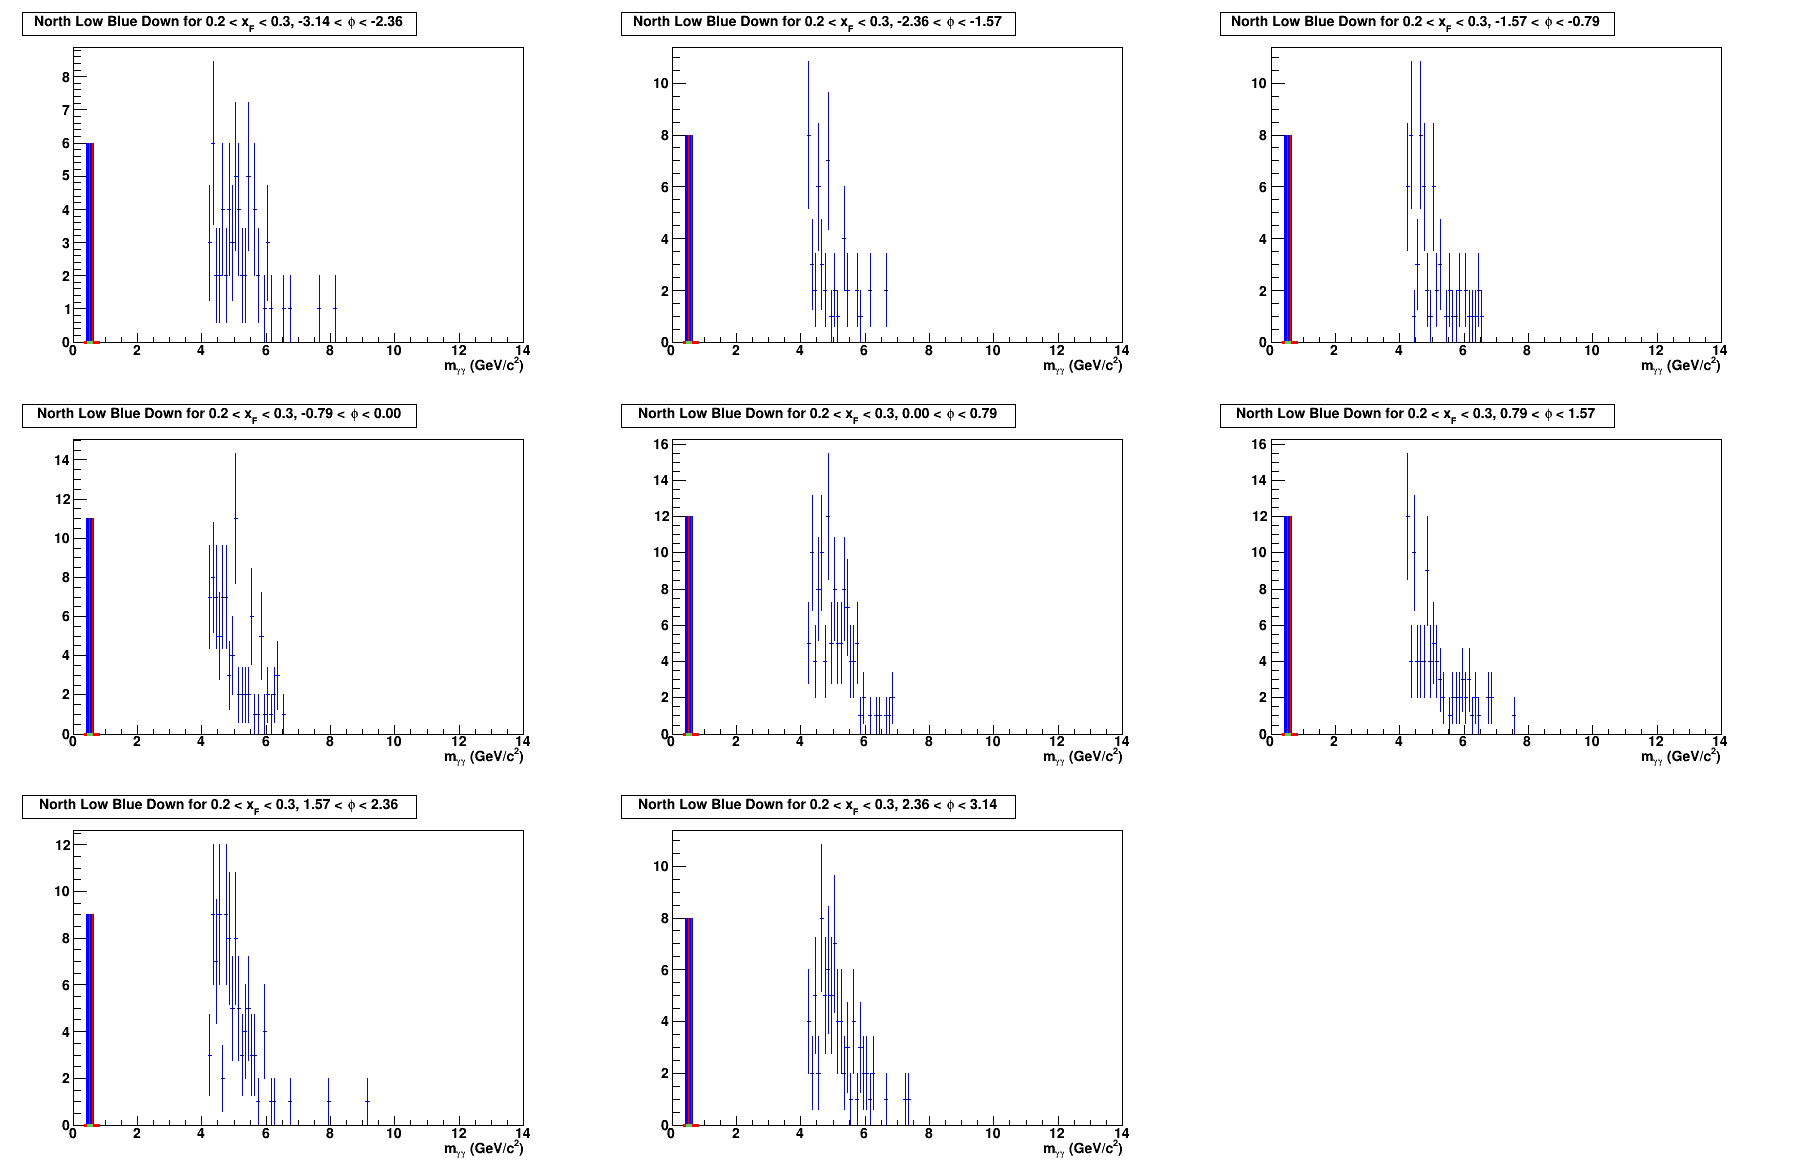 North Low Blue Down for 0.2 < x_F < 0.3, -3.14 < ϕ < -2.36
8
7
6
5
4
3
2
1
0
0 2 4 6 8 10 12 14
m_γγ (GeV/c²)
North Low Blue Down for 0.2 < x_F < 0.3, -2.36 < ϕ < -1.57
10
8
6
4
2
0
0 2 4 6 8 10 12 14
m_γγ (GeV/c²)
North Low Blue Down for 0.2 < x_F < 0.3, -1.57 < ϕ < -0.79
10
8
6
4
2
0
0 2 4 6 8 10 12 14
m_γγ (GeV/c²)
North Low Blue Down for 0.2 < x_F < 0.3, -0.79 < ϕ < 0.00
14
12
10
8
6
4
2
0
0 2 4 6 8 10 12 14
m_γγ (GeV/c²)
North Low Blue Down for 0.2 < x_F < 0.3, 0.00 < ϕ < 0.79
16
14
12
10
8
6
4
2
0
0 2 4 6 8 10 12 14
m_γγ (GeV/c²)
North Low Blue Down for 0.2 < x_F < 0.3, 0.79 < ϕ < 1.57
16
14
12
10
8
6
4
2
0
0 2 4 6 8 10 12 14
m_γγ (GeV/c²)
North Low Blue Down for 0.2 < x_F < 0.3, 1.57 < ϕ < 2.36
12
10
8
6
4
2
0
0 2 4 6 8 10 12 14
m_γγ (GeV/c²)
North Low Blue Down for 0.2 < x_F < 0.3, 2.36 < ϕ < 3.14
10
8
6
4
2
0
0 2 4 6 8 10 12 14
m_γγ (GeV/c²)